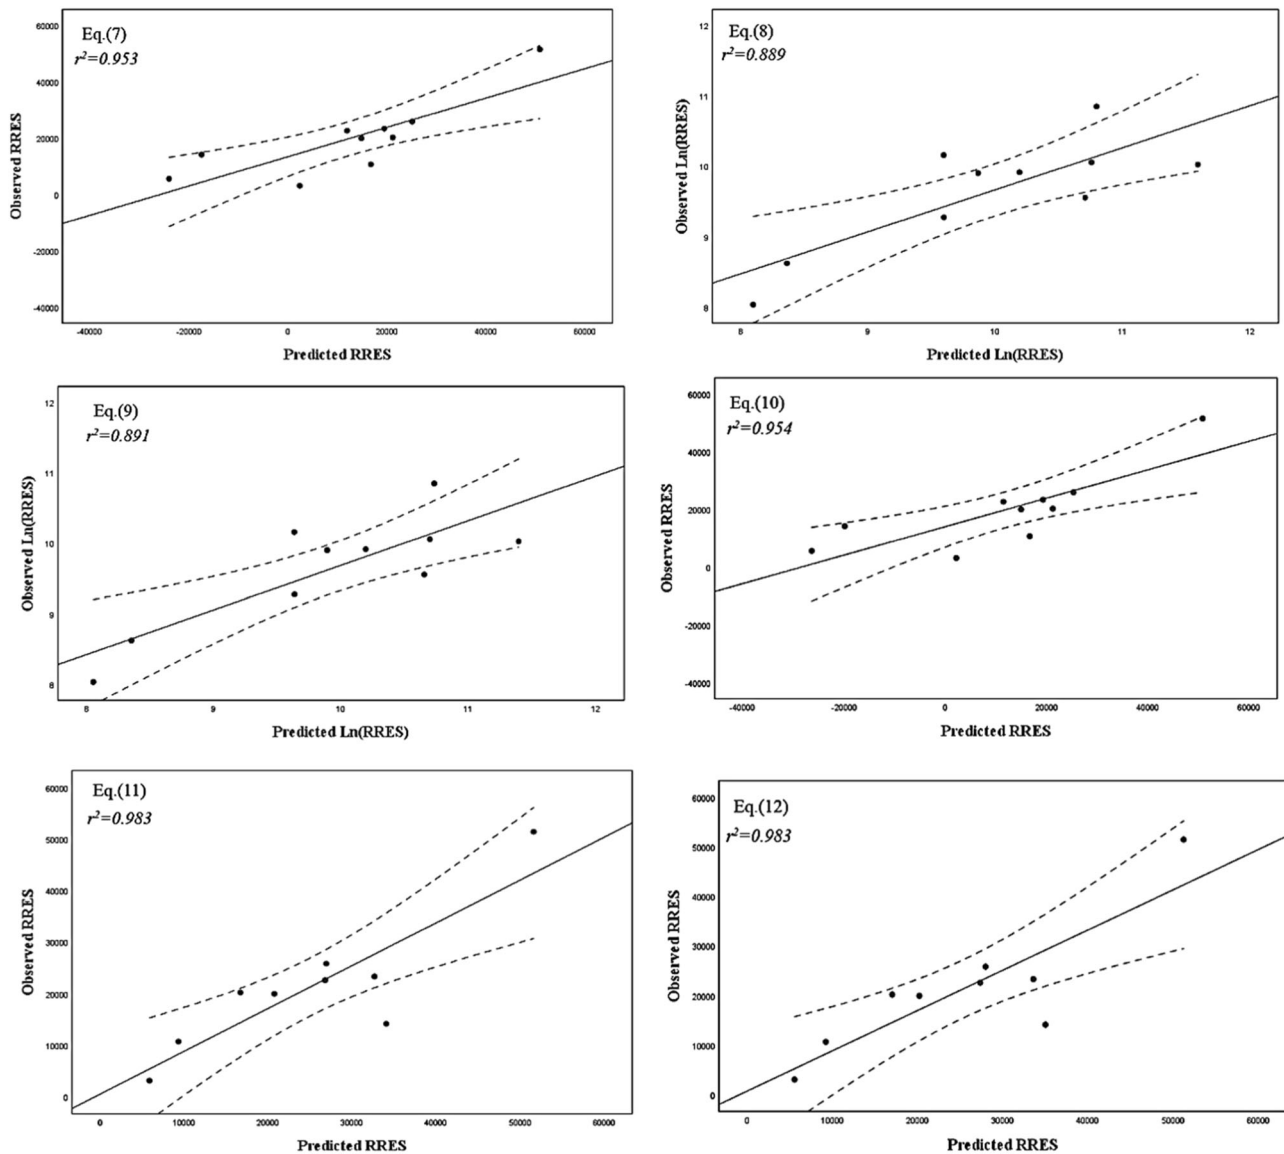 Eq.(7)
r²=0.953
Observed RRES
60000
40000
20000
0
-20000
-40000
-40000 -20000 0 20000 40000 60000
Predicted RRES
Eq.(8)
r²=0.889
Observed Ln(RRES)
12
11
10
9
8
8 9 10 11 12
Predicted Ln(RRES)
Eq.(9)
r²=0.891
Observed Ln(RRES)
12
11
10
9
8
8 9 10 11 12
Predicted Ln(RRES)
Eq.(10)
r²=0.954
Observed RRES
60000
40000
20000
0
-20000
-40000
-40000 -20000 0 20000 40000 60000
Predicted RRES
Eq.(11)
r²=0.983
Observed RRES
60000
50000
40000
30000
20000
10000
0
0 10000 20000 30000 40000 50000 60000
Predicted RRES
Eq.(12)
r²=0.983
Observed RRES
60000
50000
40000
30000
20000
10000
0
0 10000 20000 30000 40000 50000 60000
Predicted RRES